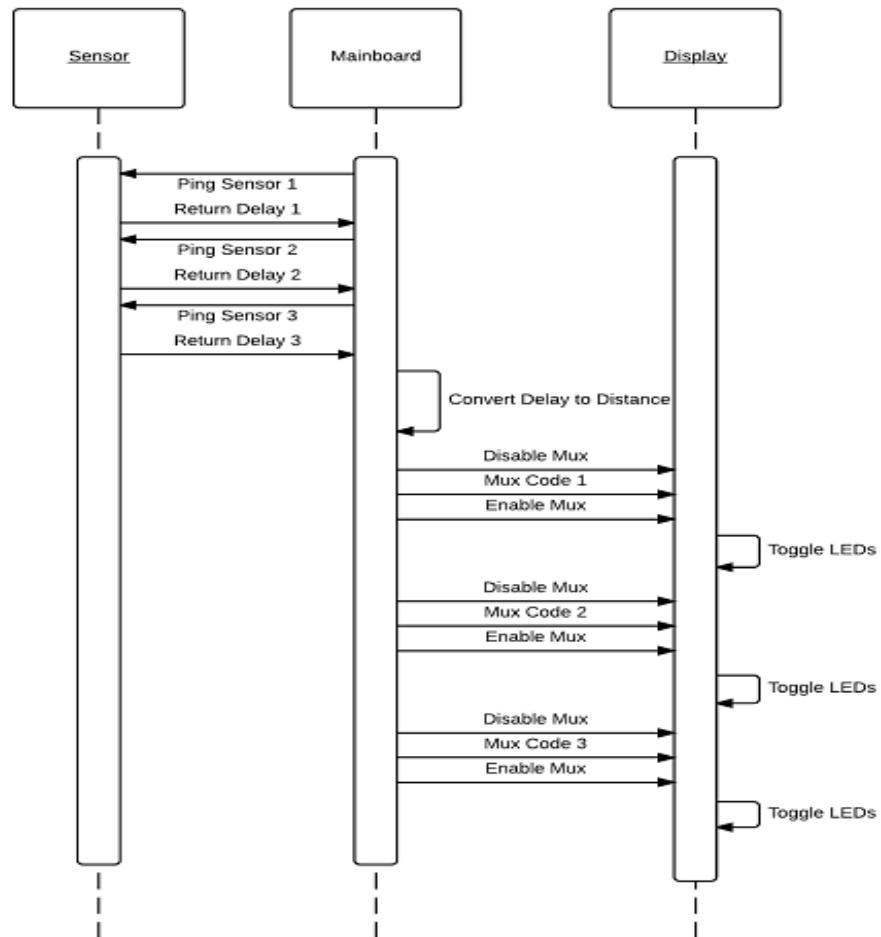 Sensor
Mainboard
Display
Ping Sensor 1
Return Delay 1
Ping Sensor 2
Return Delay 2
Ping Sensor 3
Return Delay 3
Convert Delay to Distance
Disable Mux
Mux Code 1
Enable Mux
Toggle LEDs
Disable Mux
Mux Code 2
Enable Mux
Toggle LEDs
Disable Mux
Mux Code 3
Enable Mux
Toggle LEDs